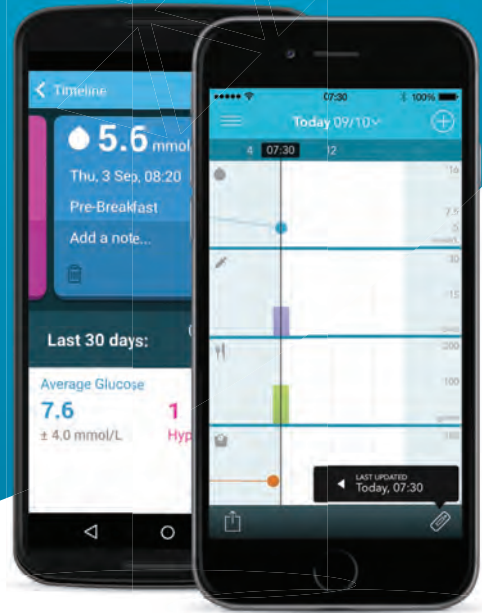 Timeline
5.6 mmol
Thu, 3 Sep, 08:20
Pre-Breakfast
Add a note...
Last 30 days:
Average Glucose
7.6
1
± 4.0 mmol/L
Hyp
07:30
100%
Today 09/10
4 07:30 12
16
7.5
5
30
15
200
100
grams
180
LAST UPDATED
Today, 07:30